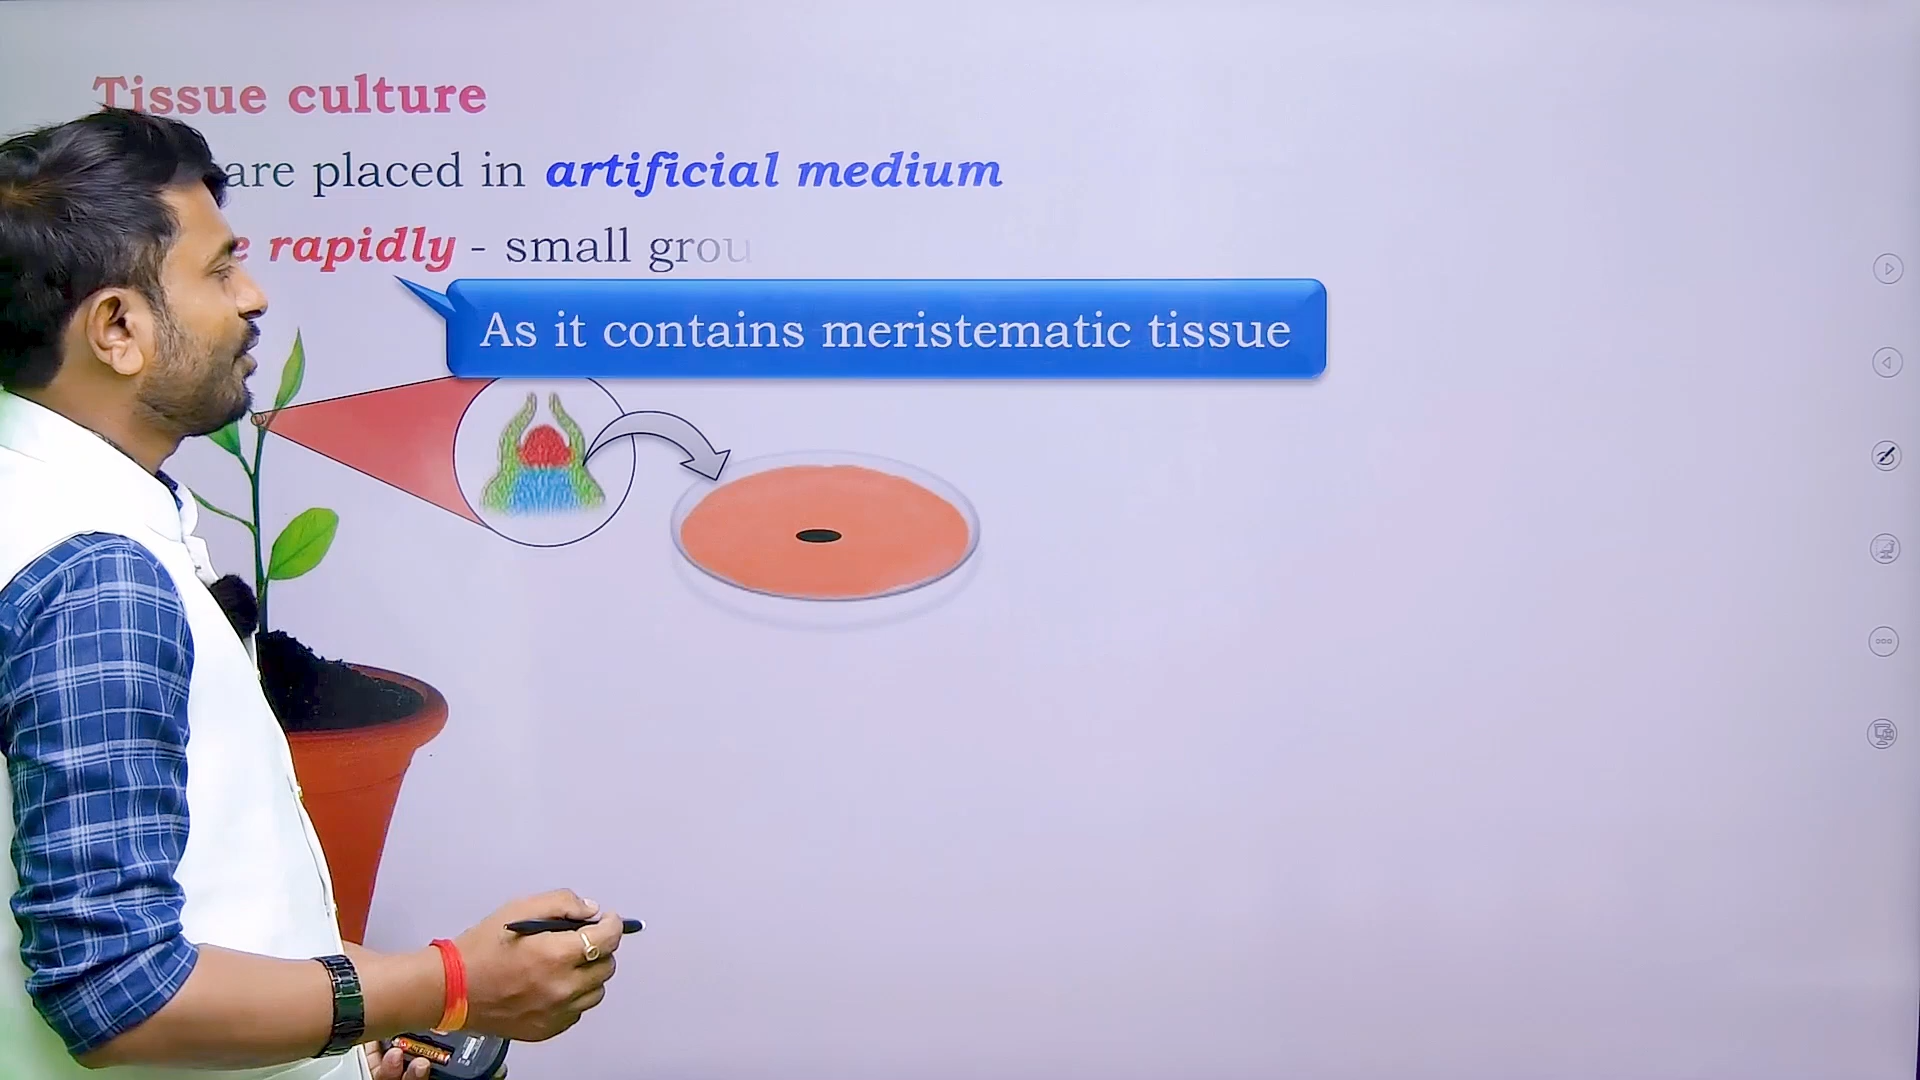 Tissue culture
are placed in artificial medium
rapidly - small grou
As it contains meristematic tissue